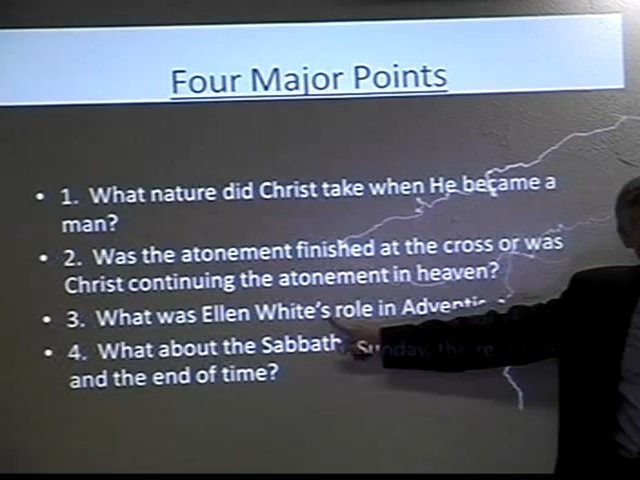 Four Major Points
• 1. What nature did Christ take when He became a
man?
• 2. Was the atonement finished at the cross or was
Christ continuing the atonement in heaven?
• 3. What was Ellen White's role in
• 4. What about the Sabbath, Sunday, the
and the end of time?